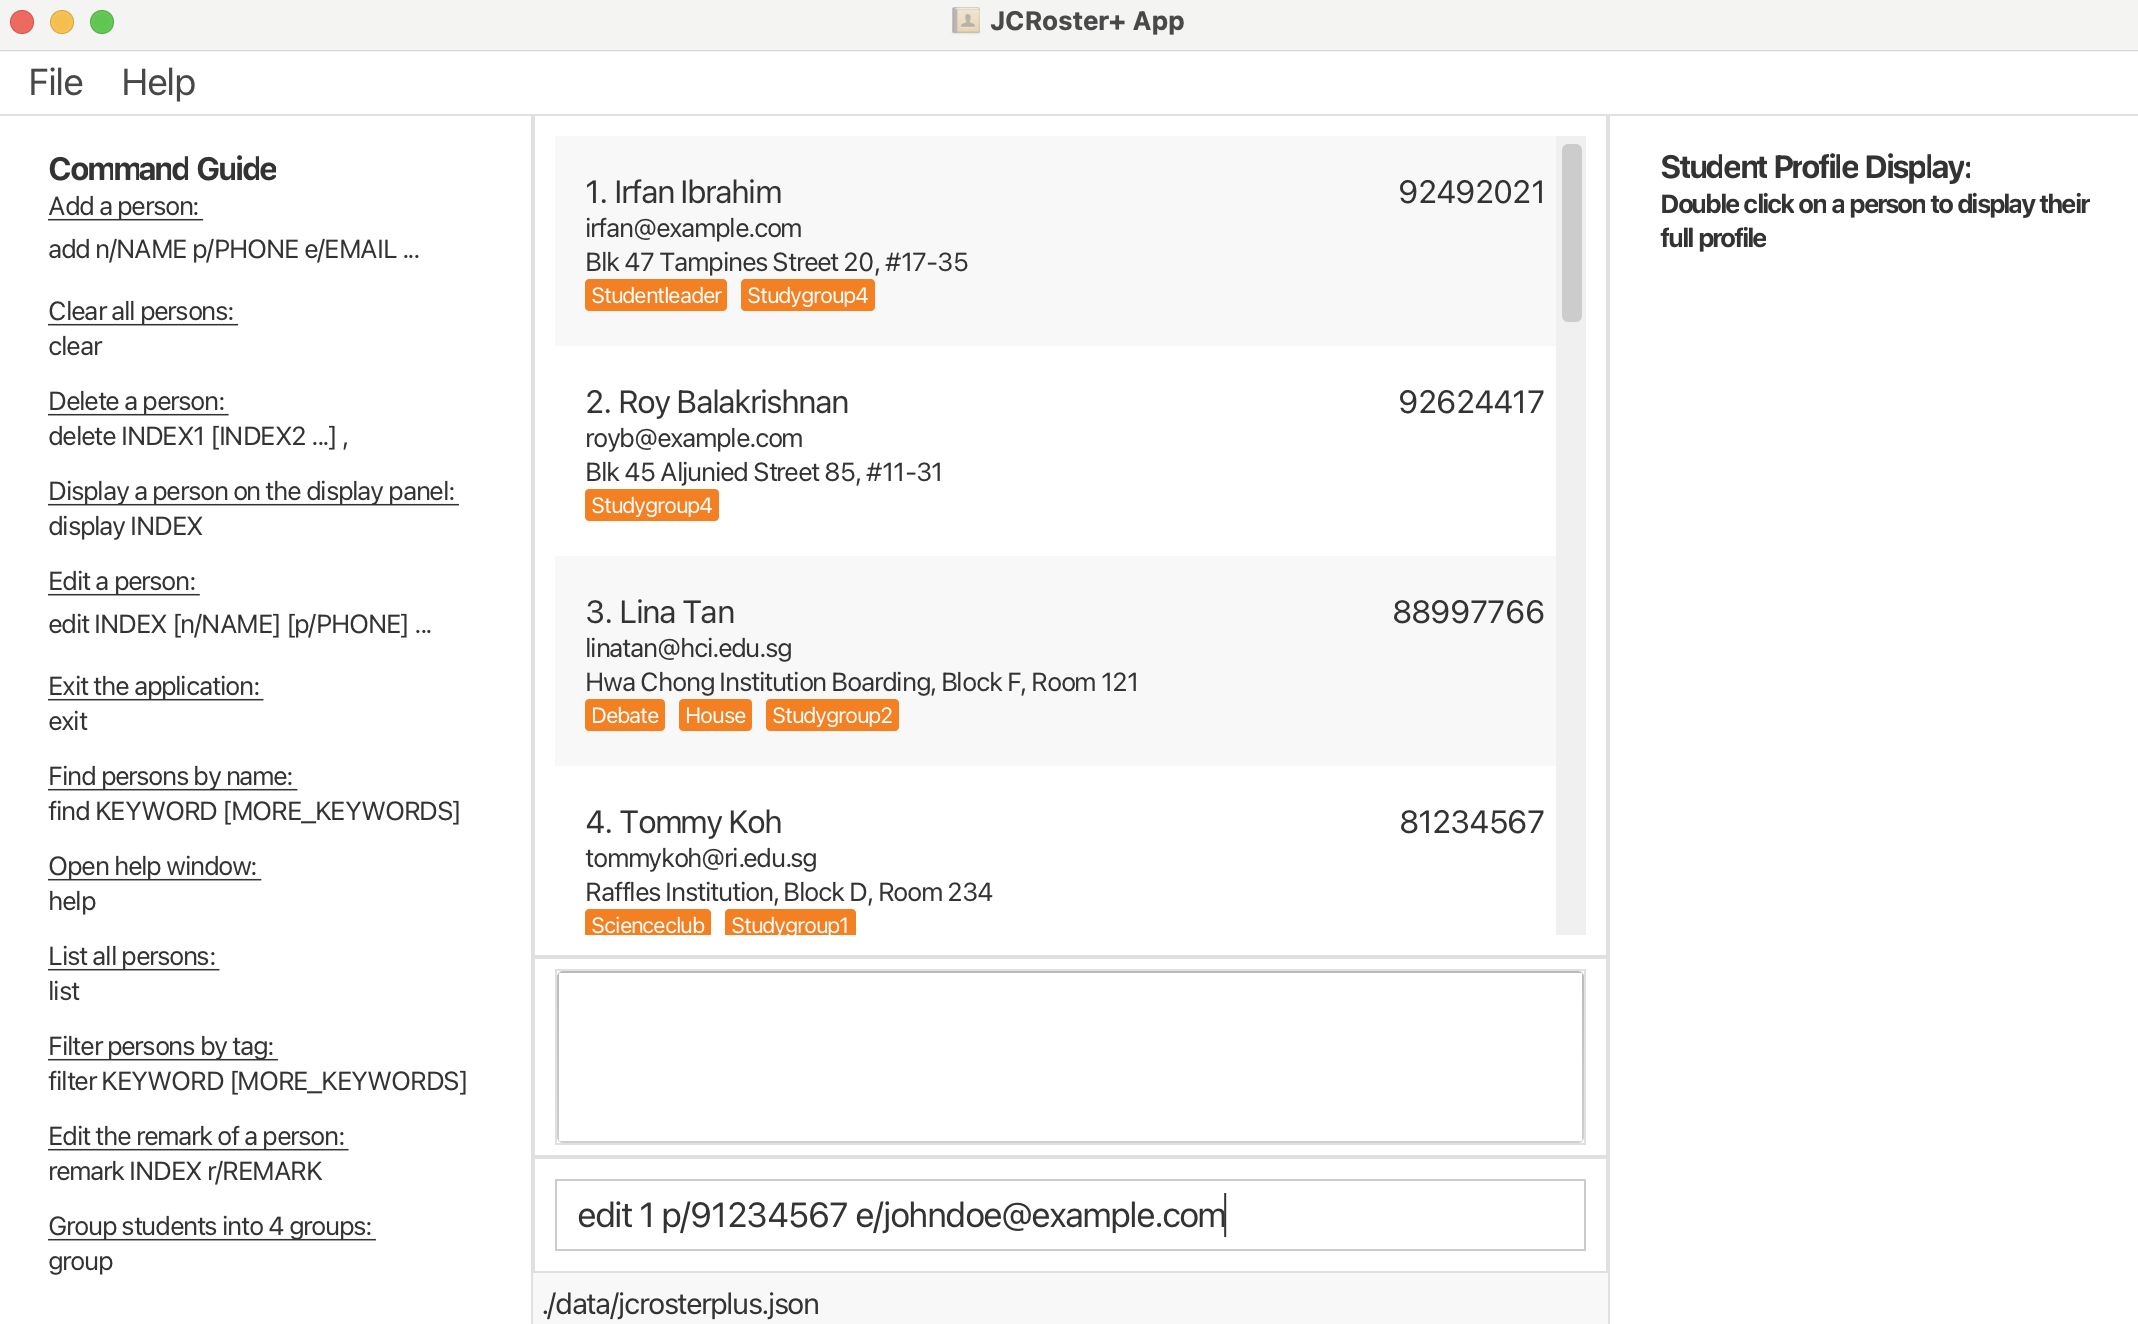 JCRoster+ App
File Help
Command Guide
Add a person:
add n/NAME p/PHONE e/EMAIL ...
Clear all persons:
clear
Delete a person:
delete INDEX1 [INDEX2 ...] ,
Display a person on the display panel:
display INDEX
Edit a person:
edit INDEX [n/NAME] [p/PHONE] ...
Exit the application:
exit
Find persons by name:
find KEYWORD [MORE_KEYWORDS]
Open help window:
help
List all persons:
list
Filter persons by tag:
filter KEYWORD [MORE_KEYWORDS]
Edit the remark of a person:
remark INDEX r/REMARK
Group students into 4 groups:
group
1. Irfan Ibrahim 92492021
irfan@example.com
Blk 47 Tampines Street 20, #17-35
Studentleader Studygroup4
2. Roy Balakrishnan 92624417
royb@example.com
Blk 45 Aljunied Street 85, #11-31
Studygroup4
3. Lina Tan 88997766
linatan@hci.edu.sg
Hwa Chong Institution Boarding, Block F, Room 121
Debate House Studygroup2
4. Tommy Koh 81234567
tommykoh@ri.edu.sg
Raffles Institution, Block D, Room 234
Scienceclub Studygroup1
edit 1 p/91234567 e/johndoe@example.com
./data/jcrosterplus.json
Student Profile Display:
Double click on a person to display their
full profile